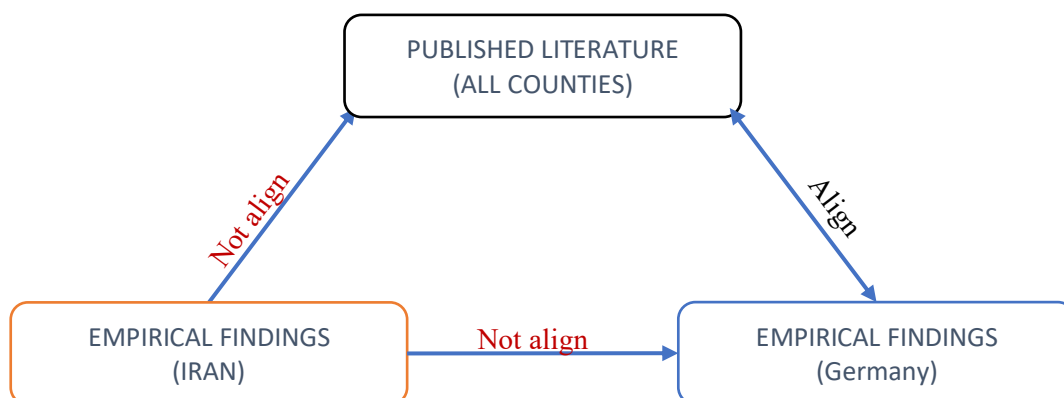 PUBLISHED LITERATURE
(ALL COUNTIES)
Not align
Align
EMPIRICAL FINDINGS
(IRAN)
Not align
EMPIRICAL FINDINGS
(Germany)